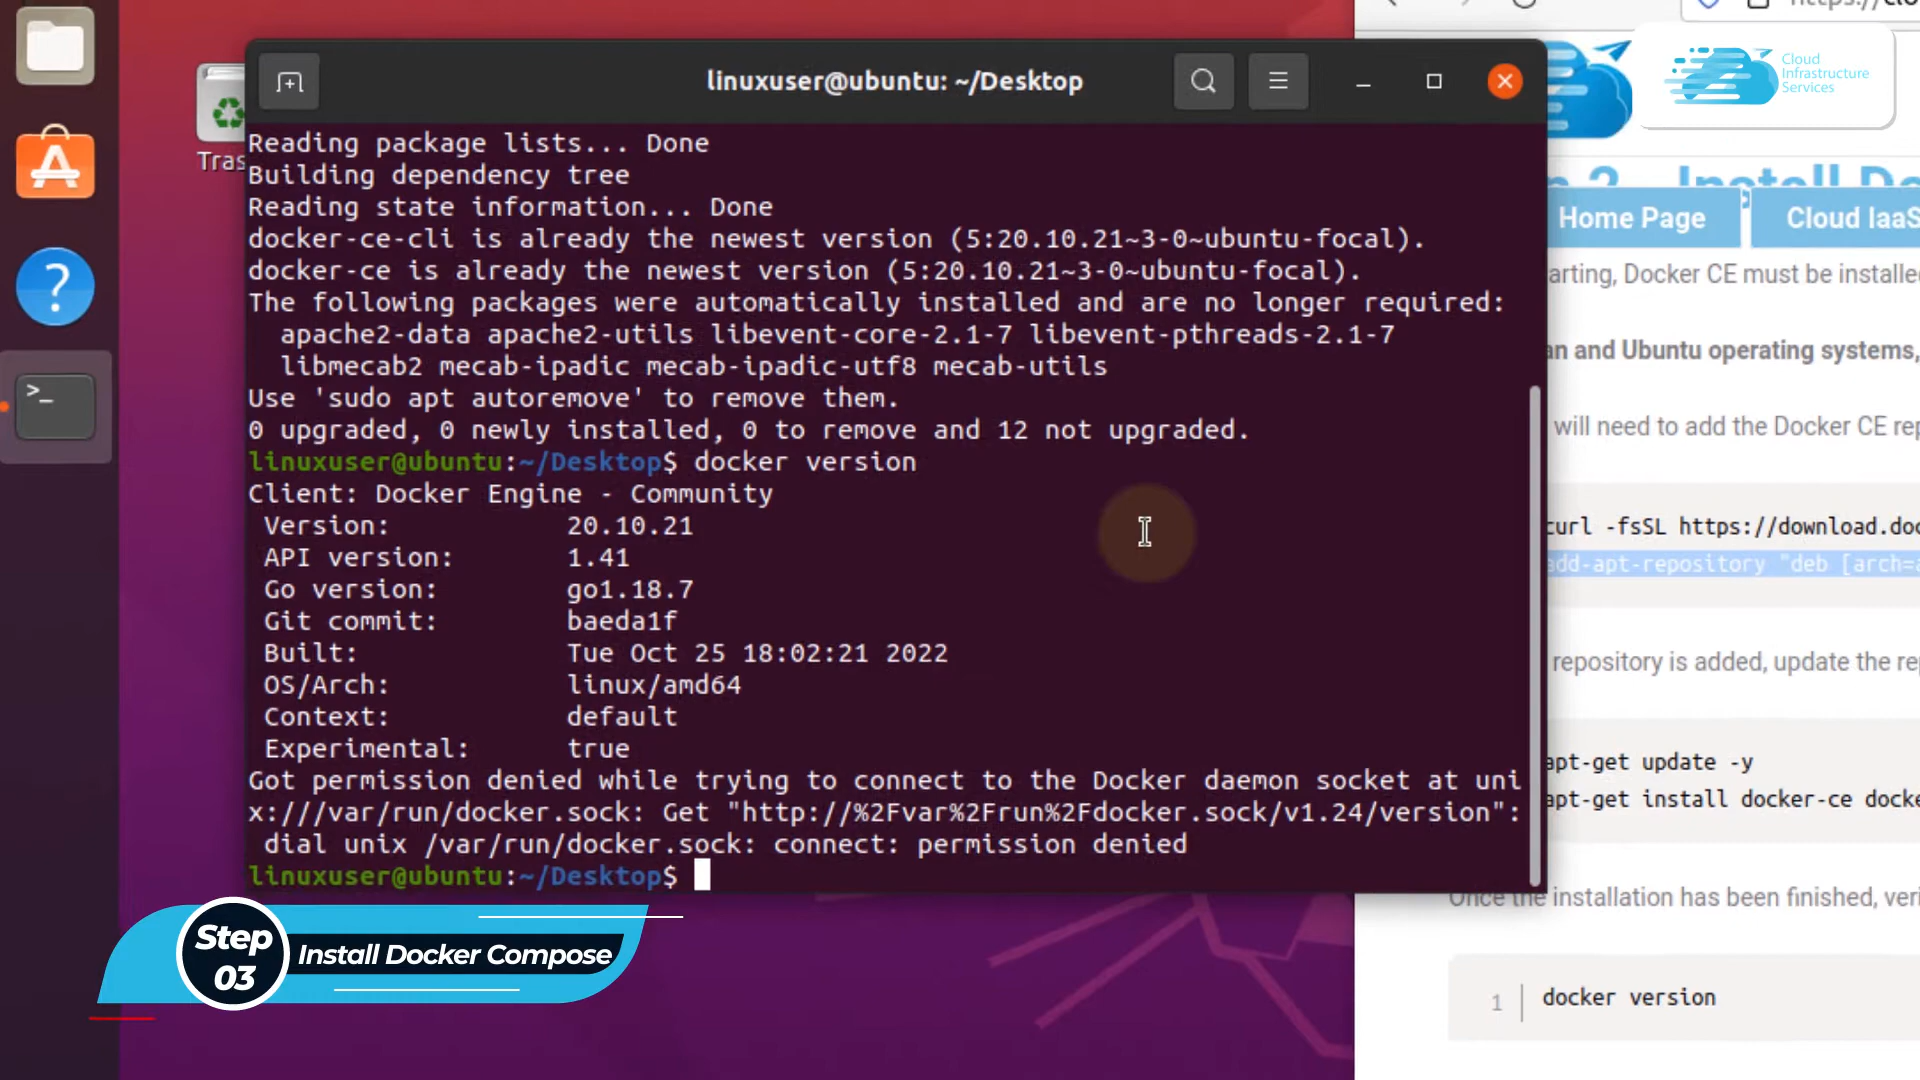 linuxuser@ubuntu: ~/Desktop
Reading package lists... Done
Building dependency tree
Reading state information... Done
docker-ce-cli is already the newest version (5:20.10.21~3-0~ubuntu-focal).
docker-ce is already the newest version (5:20.10.21~3-0~ubuntu-focal).
The following packages were automatically installed and are no longer required:
apache2-data apache2-utils libevent-core-2.1-7 libevent-pthreads-2.1-7
libmecab2 mecab-ipadic mecab-ipadic-utf8 mecab-utils
Use 'sudo apt autoremove' to remove them.
0 upgraded, 0 newly installed, 0 to remove and 12 not upgraded.
linuxuser@ubuntu:~/Desktop$ docker version
Client: Docker Engine - Community
Version: 20.10.21
API version: 1.41
Go version: go1.18.7
Git commit: baeda1f
Built: Tue Oct 25 18:02:21 2022
OS/Arch: linux/amd64
Context: default
Experimental: true
Got permission denied while trying to connect to the Docker daemon socket at uni
x:///var/run/docker.sock: Get "http://%2Fvar%2Frun%2Fdocker.sock/v1.24/version":
dial unix /var/run/docker.sock: connect: permission denied
linuxuser@ubuntu:~/Desktop$
Tras
Cloud
Infrastructure
Services
Home Page
Cloud IaaS
arting, Docker CE must be installe
an and Ubuntu operating systems,
will need to add the Docker CE rep
curl -fsSL https://download.doc
add-apt-repository "deb [arch=a
repository is added, update the rep
apt-get update -y
apt-get install docker-ce docke
Once the installation has been finished, veri
1 docker version
Step
03
Install Docker Compose